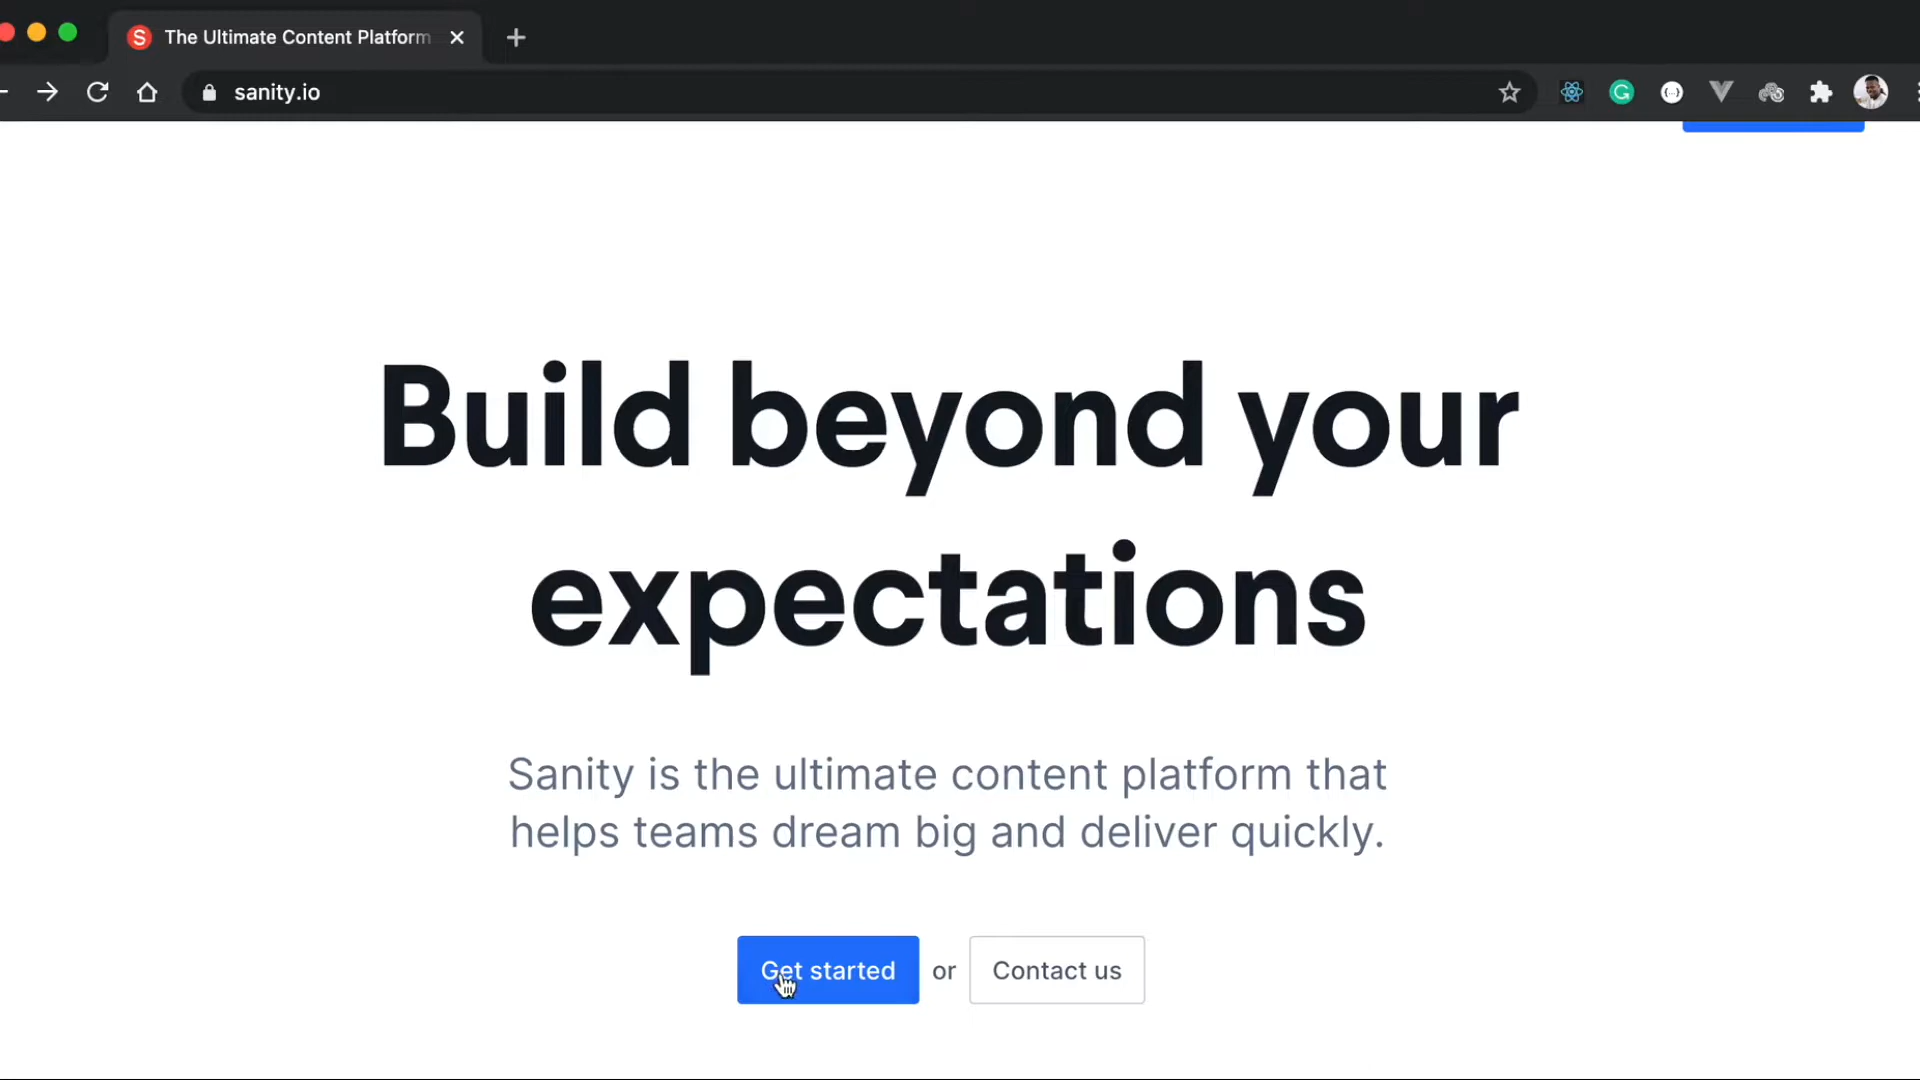 S The Ultimate Content Platform
sanity.io
Build beyond your
expectations
Sanity is the ultimate content platform that
helps teams dream big and deliver quickly.
Get started or Contact us